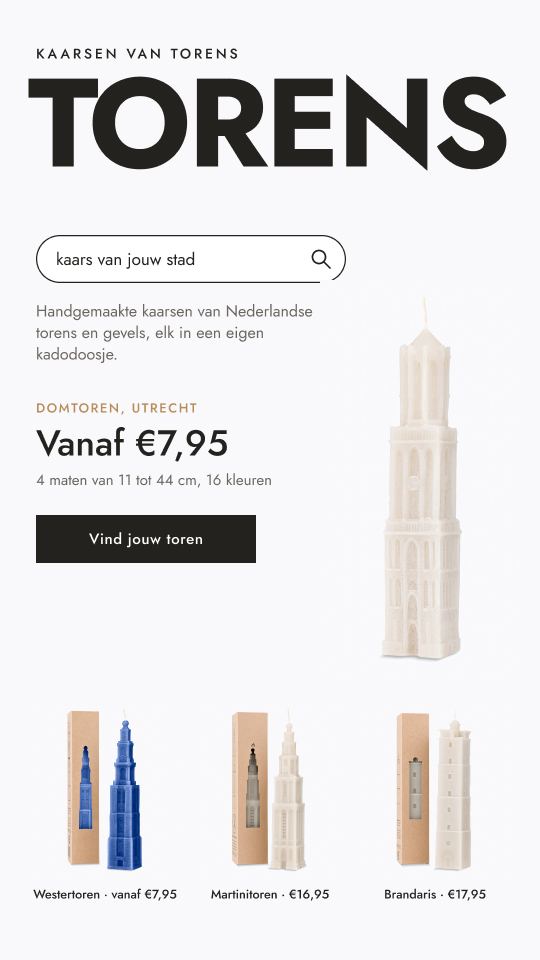 KAARSEN VAN TORENS
TORENS
kaars van jouw stad
Handgemaakte kaarsen van Nederlandse
torens en gevels, elk in een eigen
kadodoosje.
DOMTOREN, UTRECHT
Vanaf €7,95
4 maten van 11 tot 44 cm, 16 kleuren
Vind jouw toren
Westertoren · vanaf €7,95
Martinitoren · €16,95
Brandaris · €17,95